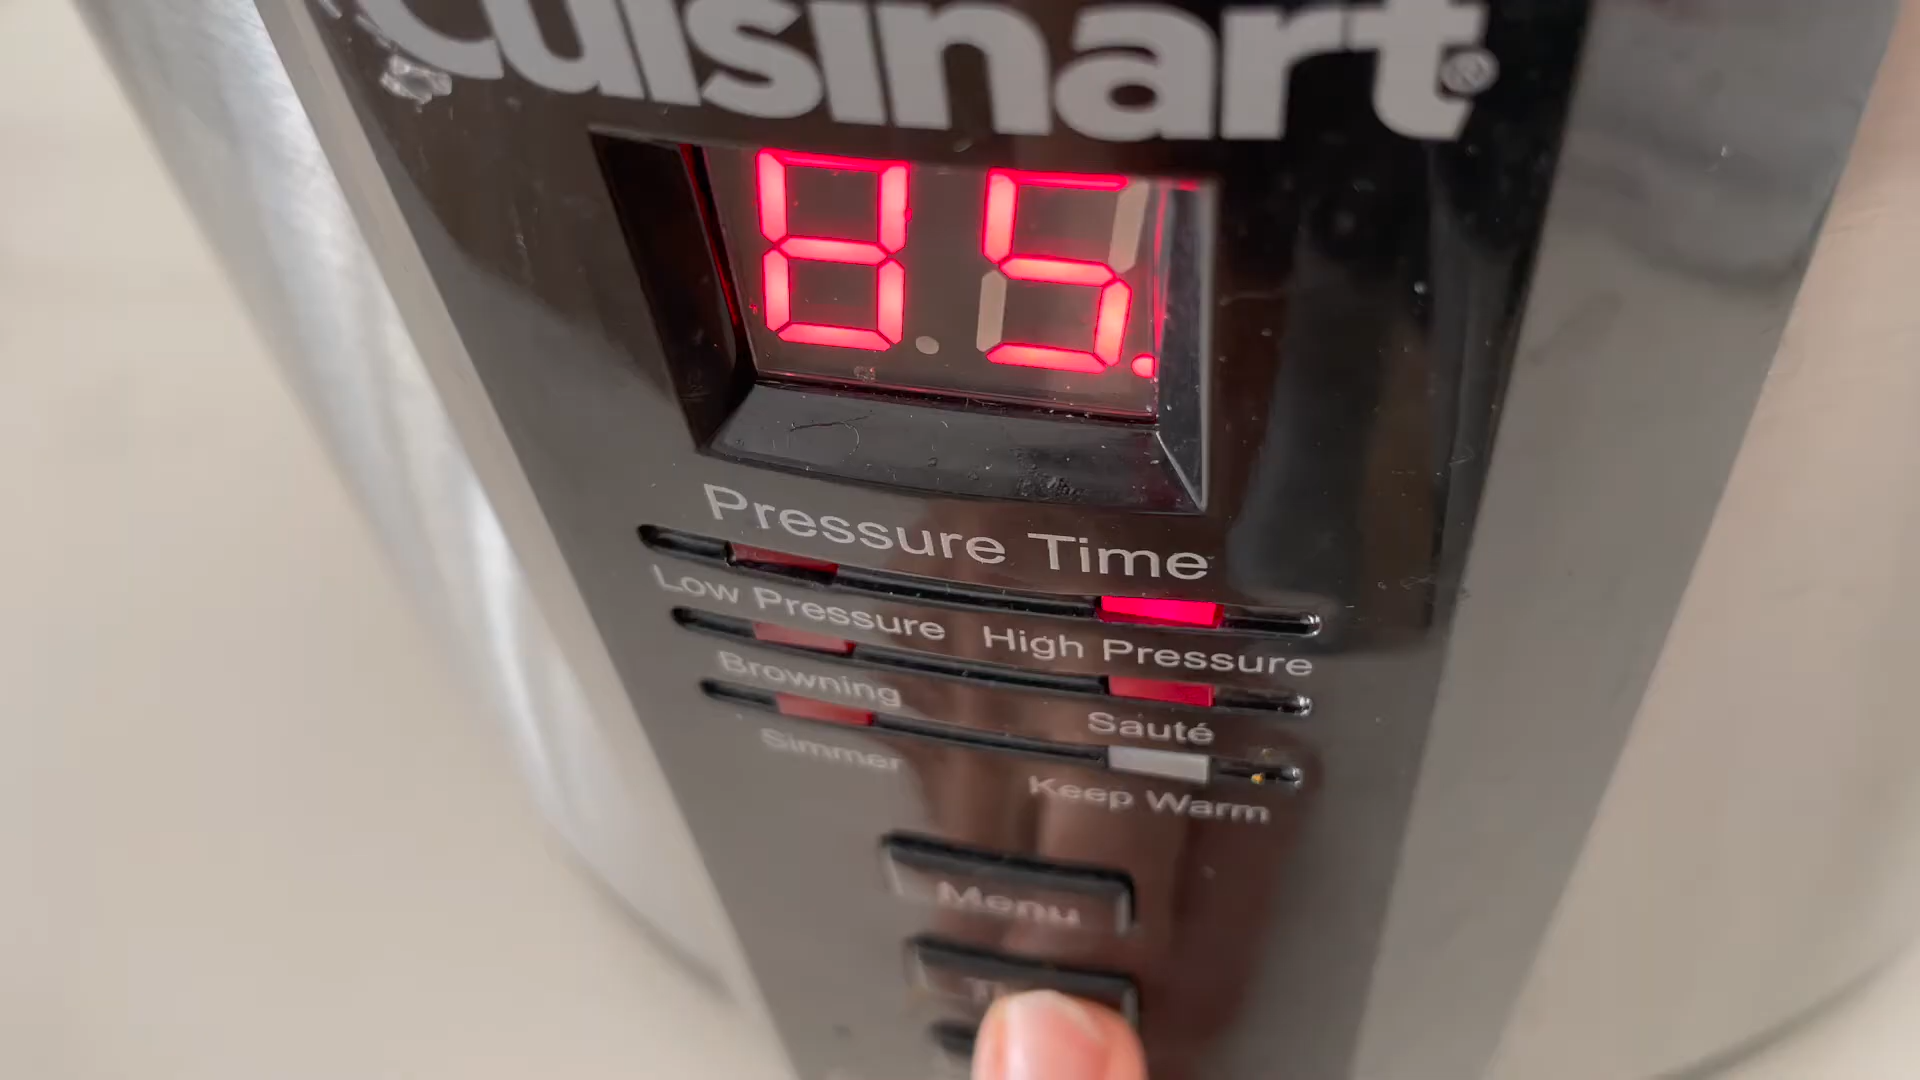 Cuisinart®
85.
Pressure Time
Low Pressure
High Pressure
Browning
Sauté
Simmer
Keep Warm
Menu